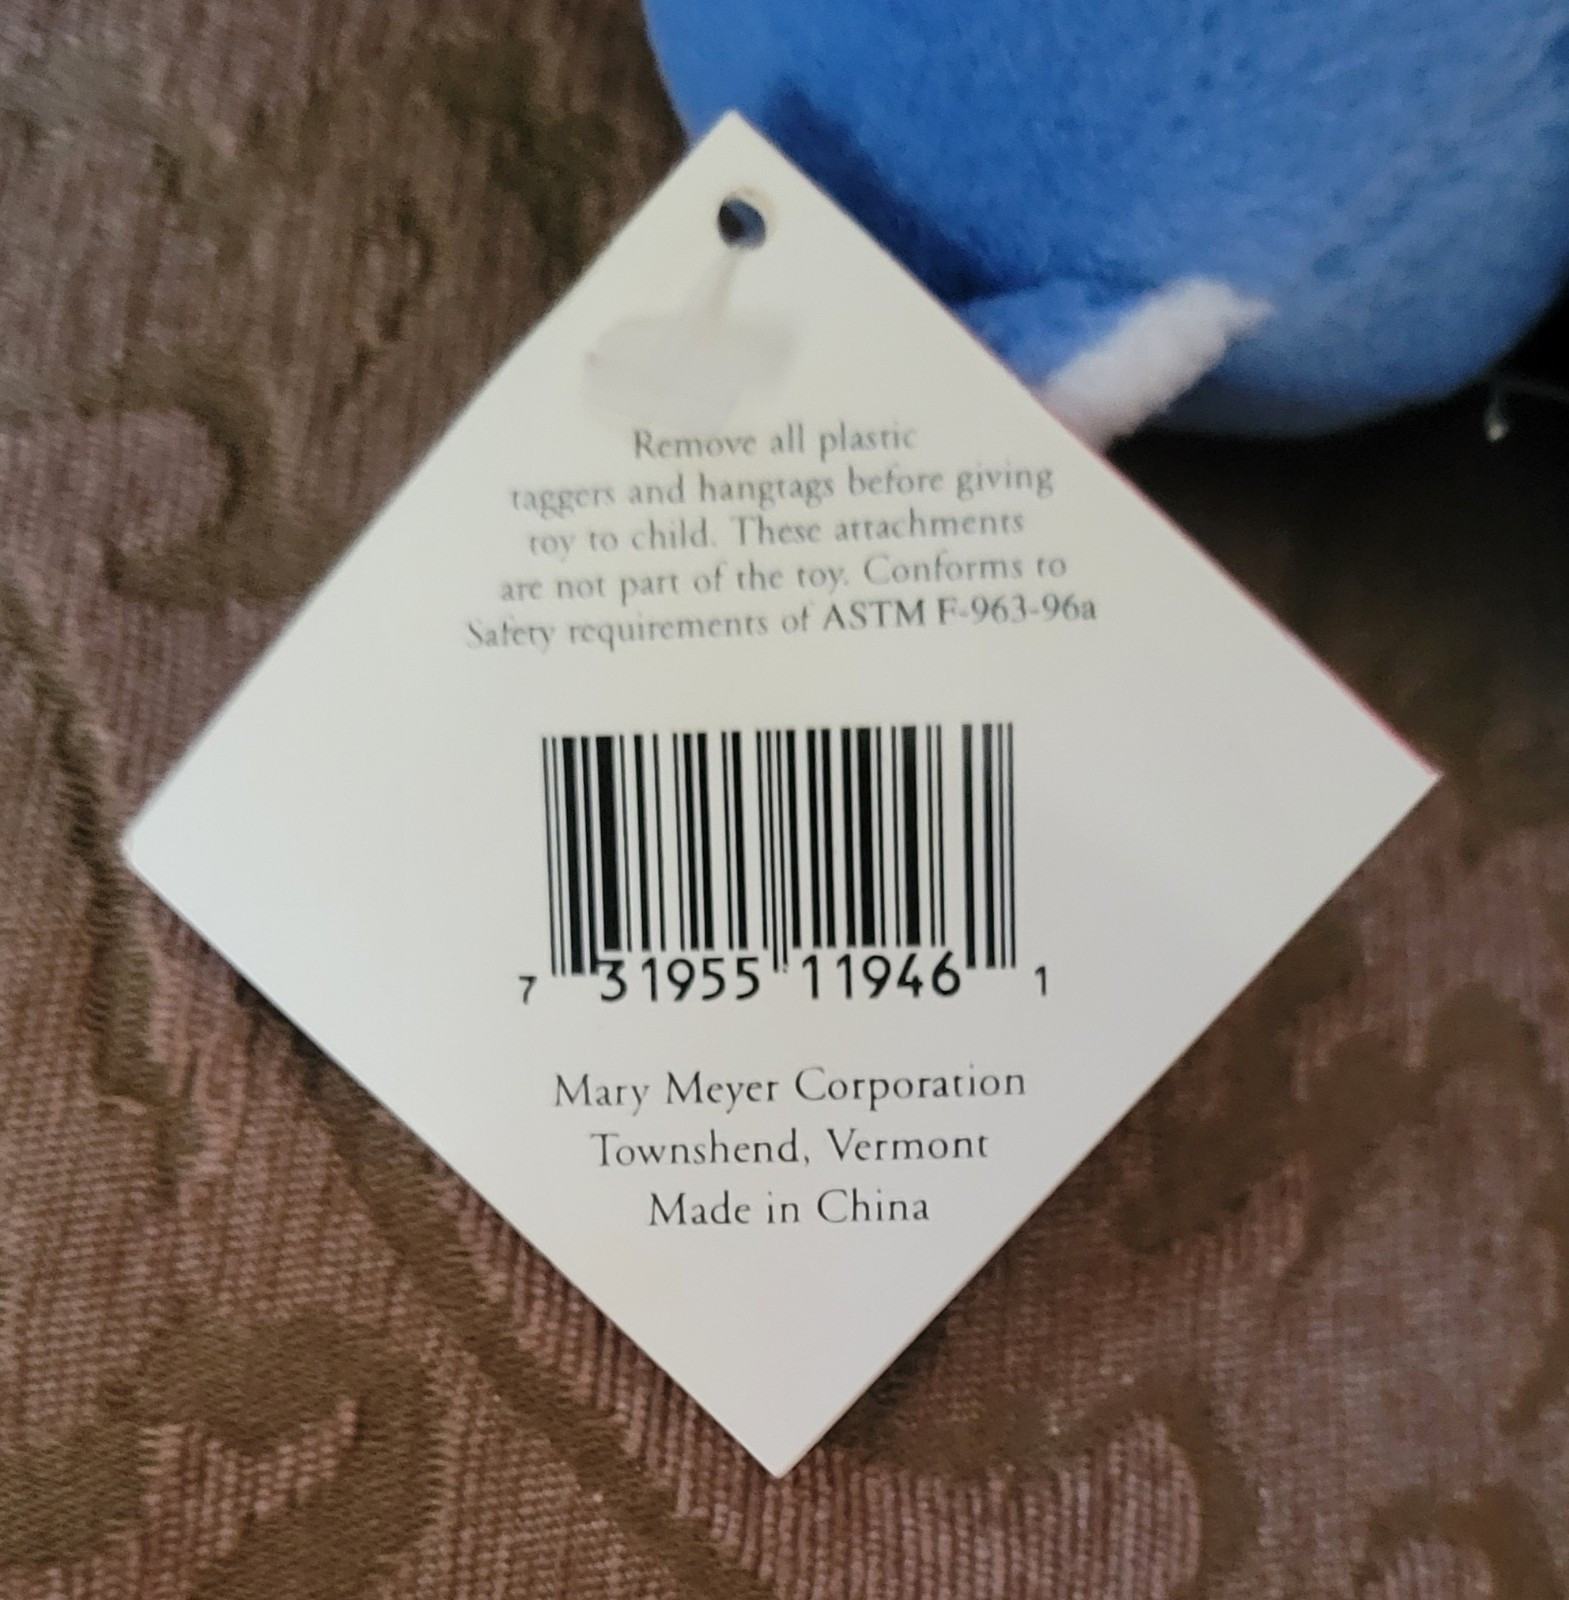 Remove all plastic
taggers and hangtags before giving
toy to child. These attachments
are not part of the toy. Conforms to
Safety requirements of ASTM F-963-96a
7 31955 11946 1
Mary Meyer Corporation
Townshend, Vermont
Made in China